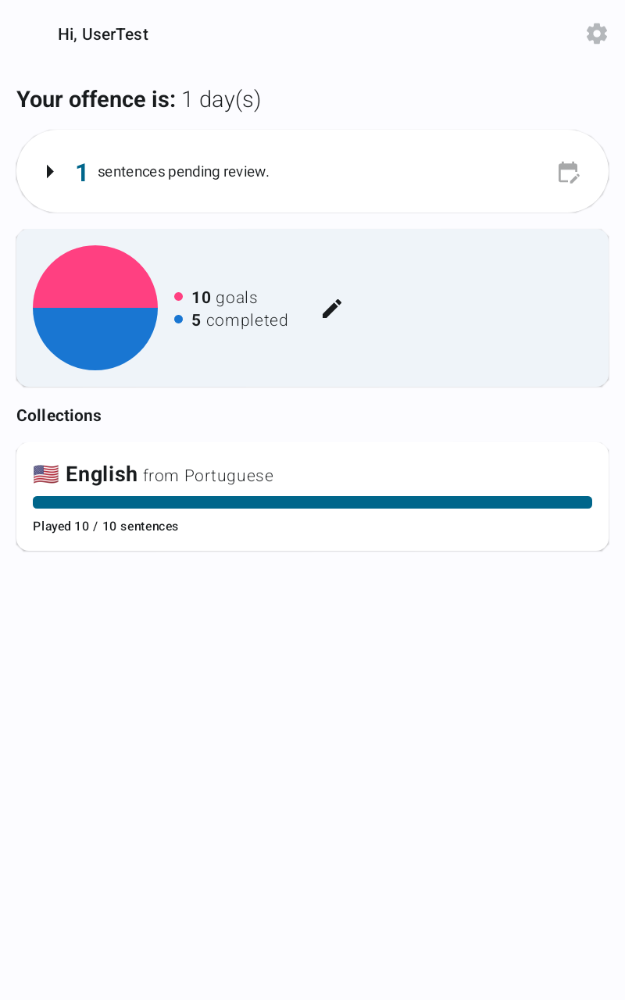 Hi, UserTest
Your offence is: 1 day(s)
1 sentences pending review.
10 goals
5 completed
Collections
🇺🇸 English from Portuguese
Played 10 / 10 sentences